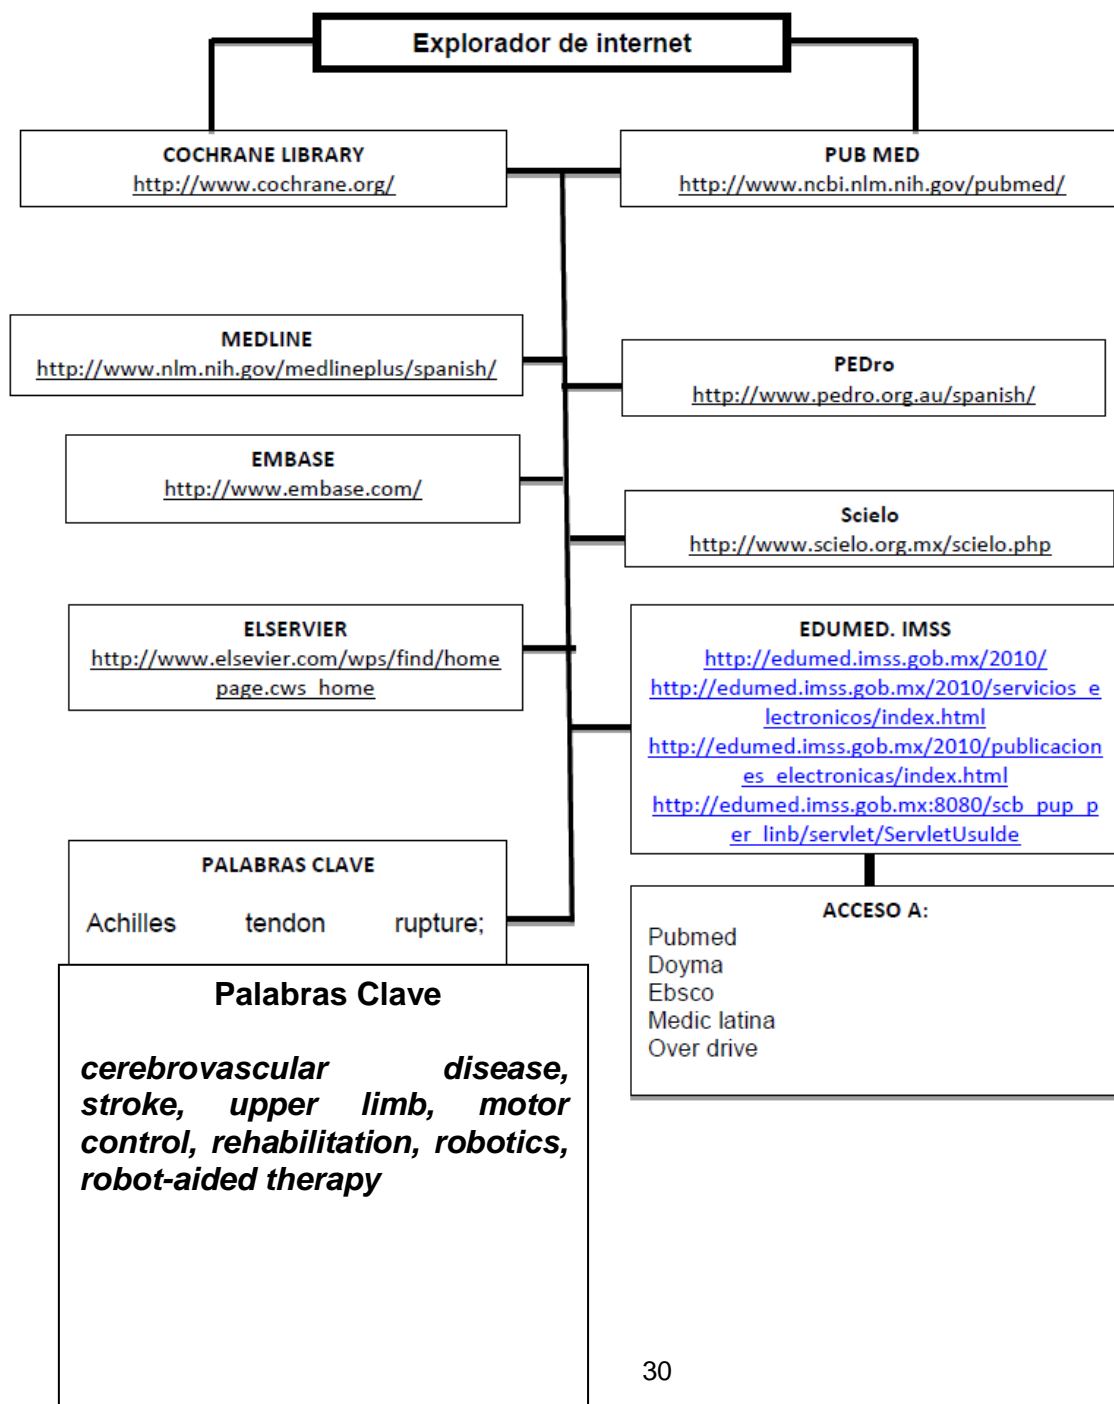 Explorador de internet
COCHRANE LIBRARY
http://www.cochrane.org/
PUB MED
http://www.ncbi.nlm.nih.gov/pubmed/
MEDLINE
http://www.nlm.nih.gov/medlineplus/spanish/
PEDro
http://www.pedro.org.au/spanish/
EMBASE
http://www.embase.com/
Scielo
http://www.scielo.org.mx/scielo.php
ELSERVIER
http://www.elsevier.com/wps/find/home
page.cws_home
EDUMED. IMSS
http://edumed.imss.gob.mx/2010/
http://edumed.imss.gob.mx/2010/servicios_e
lectronicos/index.html
http://edumed.imss.gob.mx/2010/publicacion
es_electronicas/index.html
http://edumed.imss.gob.mx:8080/scb_pup_p
er_linb/servlet/ServletUsuIde
PALABRAS CLAVE
Achilles tendon rupture;
ACCESO A:
Pubmed
Doyma
Ebsco
Medic latina
Over drive
Palabras Clave
cerebrovascular disease,
stroke, upper limb, motor
control, rehabilitation, robotics,
robot-aided therapy
30